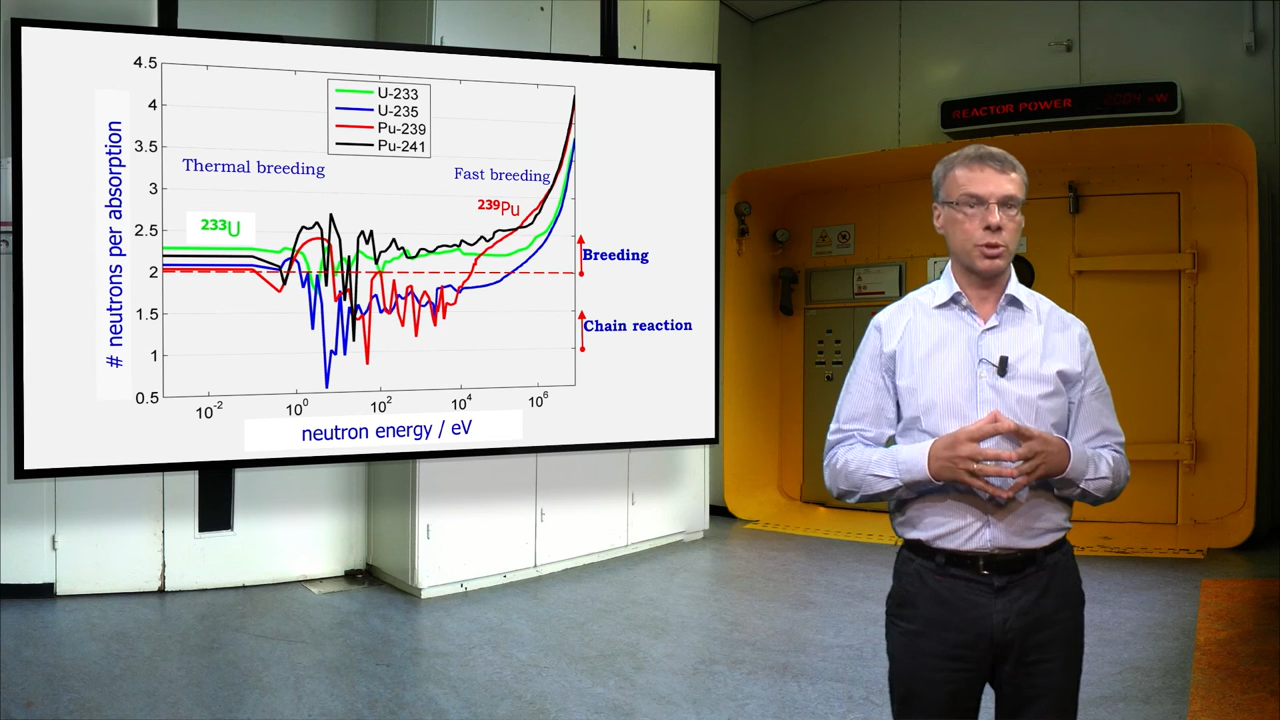 4.5
4
3.5
3
2.5
2
1.5
1
0.5
# neutrons per absorption
U-233
U-235
Pu-239
Pu-241
Thermal breeding
Fast breeding
²³³U
²³⁹Pu
Breeding
Chain reaction
10⁻²
10⁰
10²
10⁴
10⁶
neutron energy / eV
REACTOR POWER